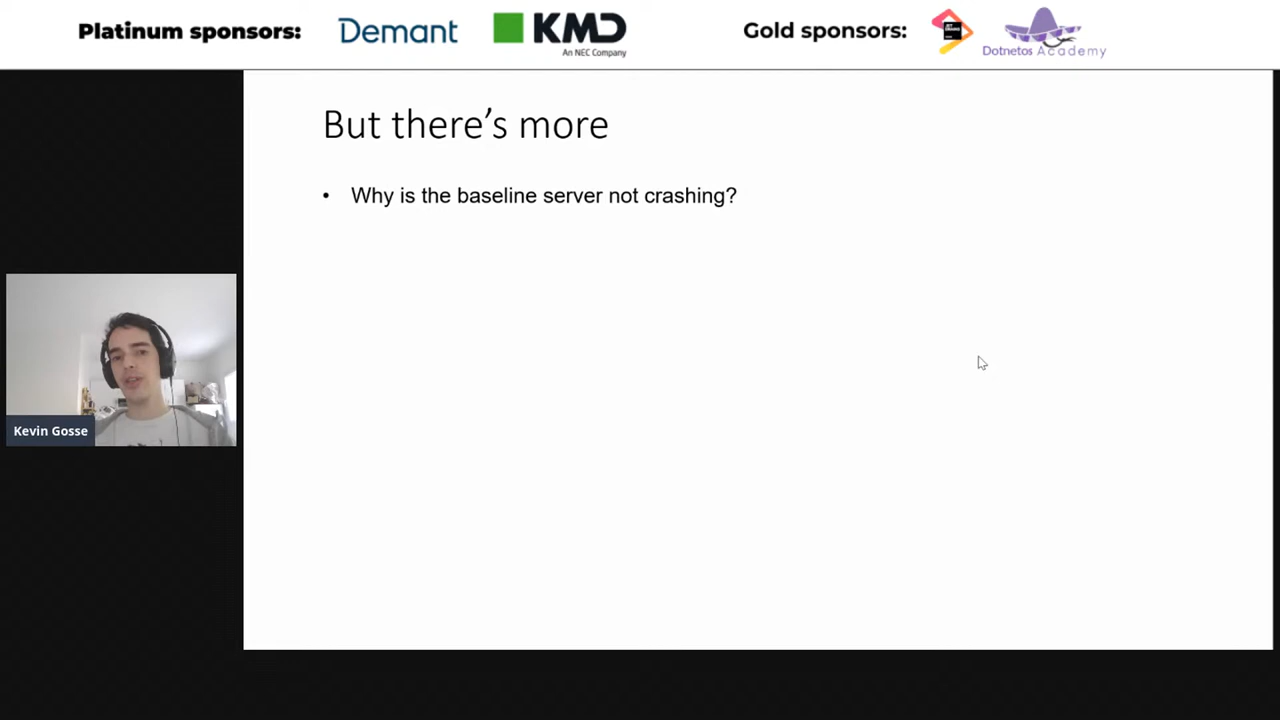 Platinum sponsors:
Demant
KMD
An NEC Company
Gold sponsors:
Dotnetos Academy
But there's more
• Why is the baseline server not crashing?
Kevin Gosse